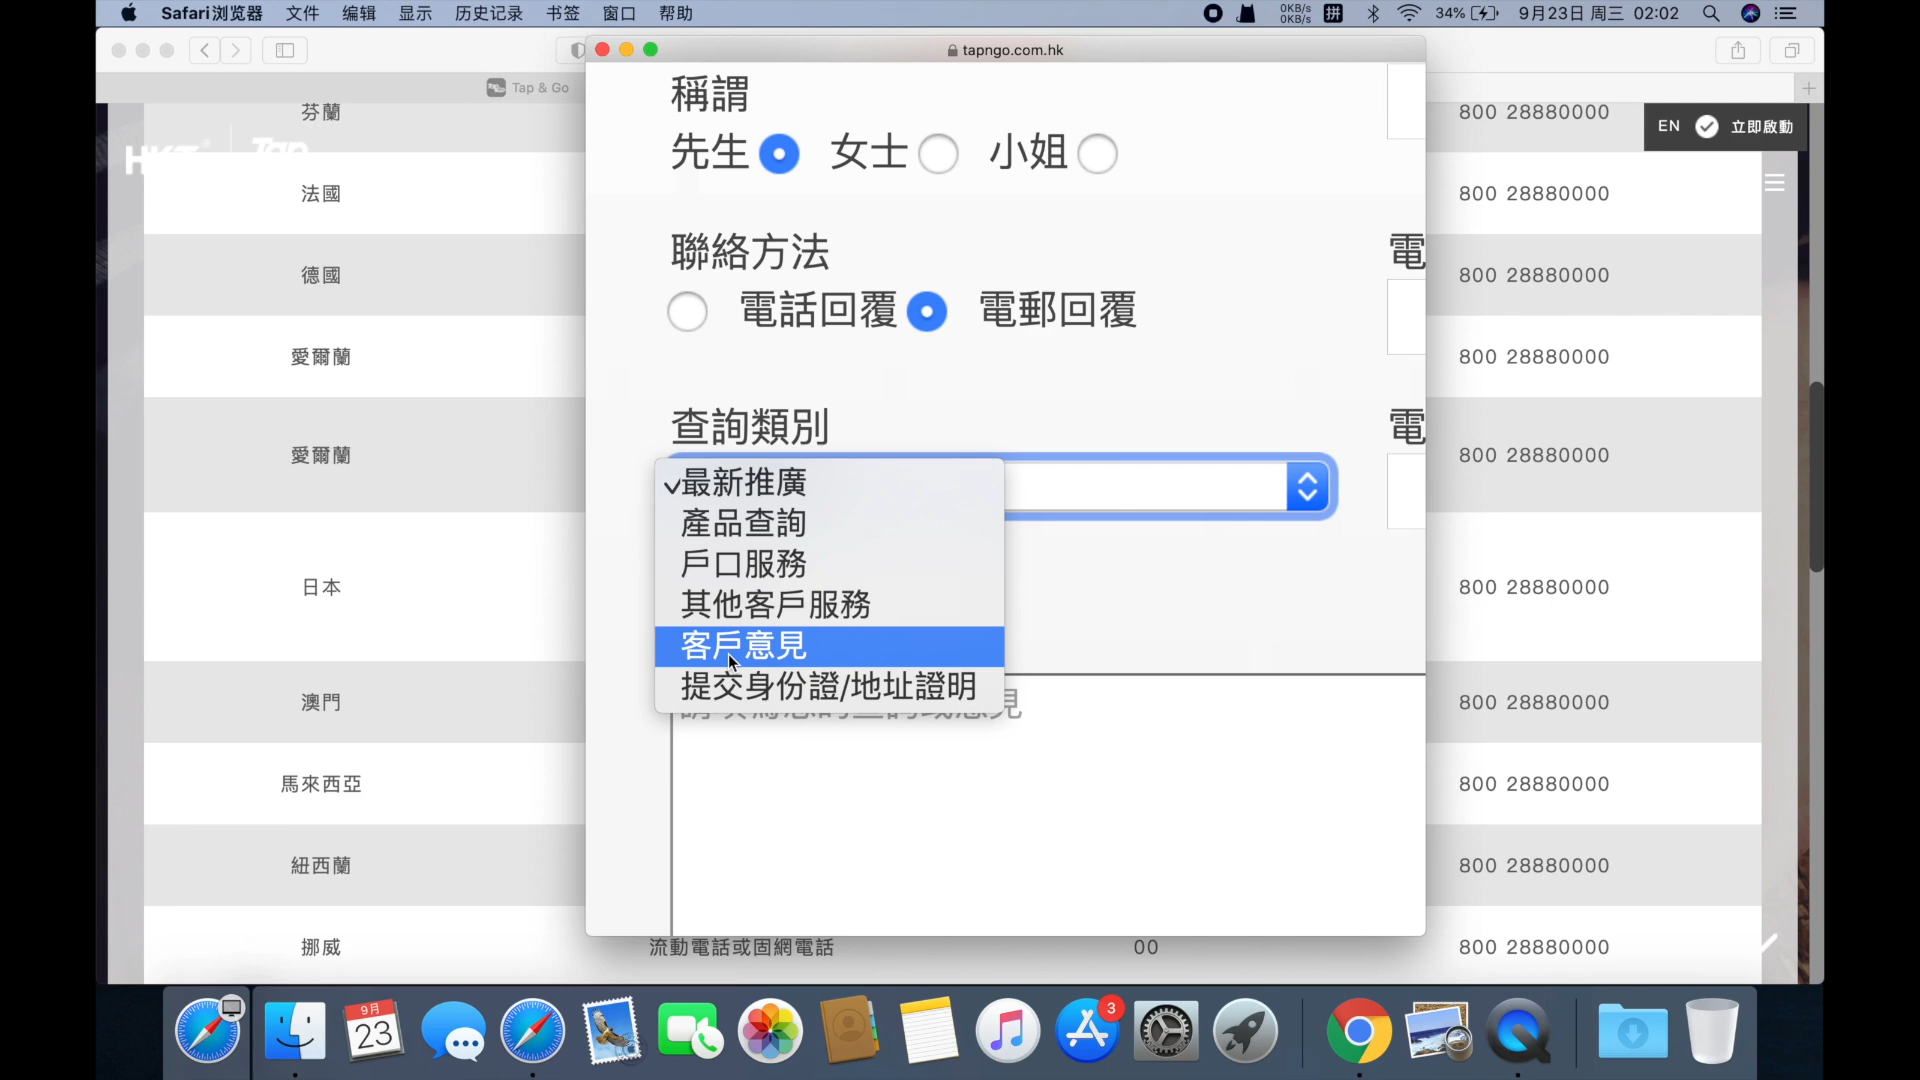 Safari浏览器 文件 编辑 显示 历史记录 书签 窗口 帮助
0KB/s
0KB/s
拼
34%
9月23日 周三 02:02
tapngo.com.hk
Tap & Go
稱謂
先生 女士 小姐
聯絡方法
電
電話回覆 電郵回覆
查詢類別
電
最新推廣
產品查詢
戶口服務
其他客戶服務
客戶意見
提交身份證/地址證明
EN 立即啟動
HKT Tap
芬蘭 800 28880000
法國 800 28880000
德國 800 28880000
愛爾蘭 800 28880000
愛爾蘭 800 28880000
日本 800 28880000
澳門 800 28880000
馬來西亞 800 28880000
紐西蘭 800 28880000
挪威 流動電話或固網電話 00 800 28880000
9月
23
3